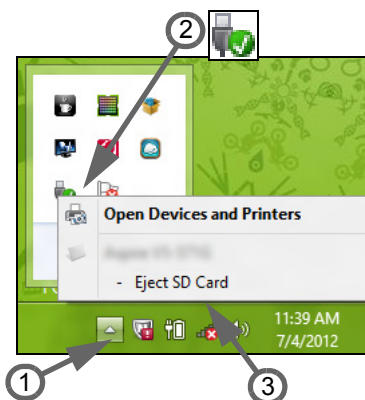 2
Open Devices and Printers
- Eject SD Card
11:39 AM
7/4/2012
1
3